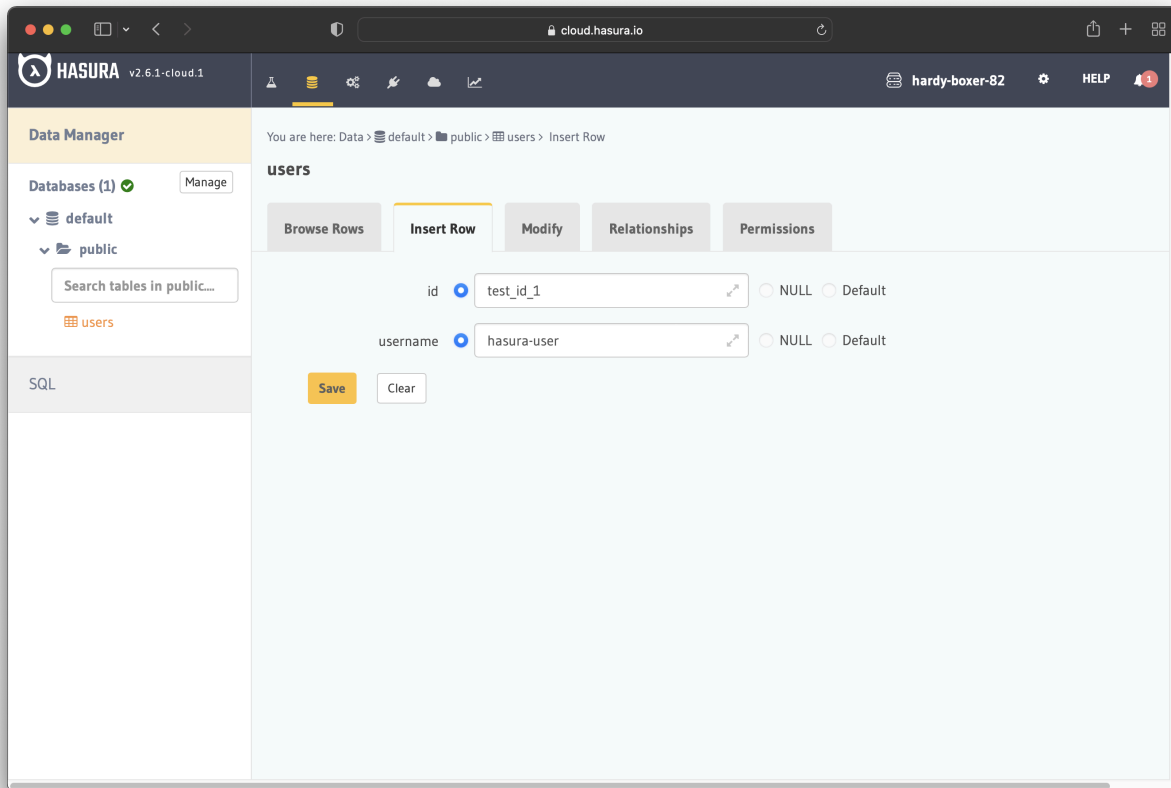 cloud.hasura.io
HASURA v2.6.1-cloud.1
hardy-boxer-82
HELP
1
Data Manager
You are here: Data > default > public > users > Insert Row
users
Databases (1)
Manage
default
public
Search tables in public....
users
SQL
Browse Rows
Insert Row
Modify
Relationships
Permissions
id
test_id_1
NULL
Default
username
hasura-user
NULL
Default
Save
Clear